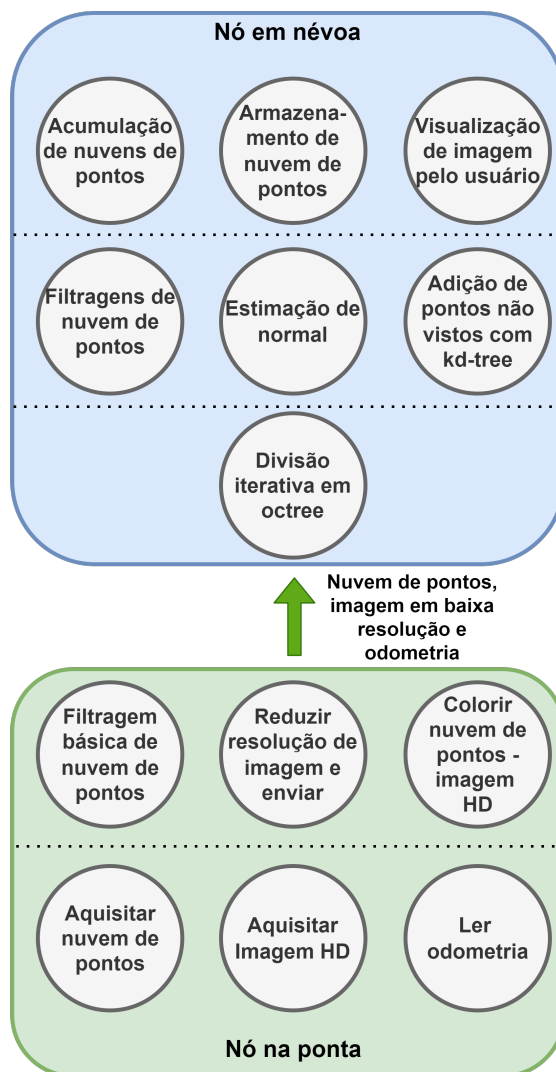 Nó em névoa
Acumulação
de nuvens de
pontos
Armazena-
mento de
nuvem de
pontos
Visualização
de imagem
pelo usuário
Filtragens de
nuvem de
pontos
Estimação de
normal
Adição de
pontos não
vistos com
kd-tree
Divisão
iterativa em
octree
Nuvem de pontos,
imagem em baixa
resolução e
odometria
Filtragem
básica de
nuvem de
pontos
Reduzir
resolução de
imagem e
enviar
Colorir
nuvem de
pontos -
imagem
HD
Aquisitar
nuvem de
pontos
Aquisitar
Imagem HD
Ler
odometria
Nó na ponta